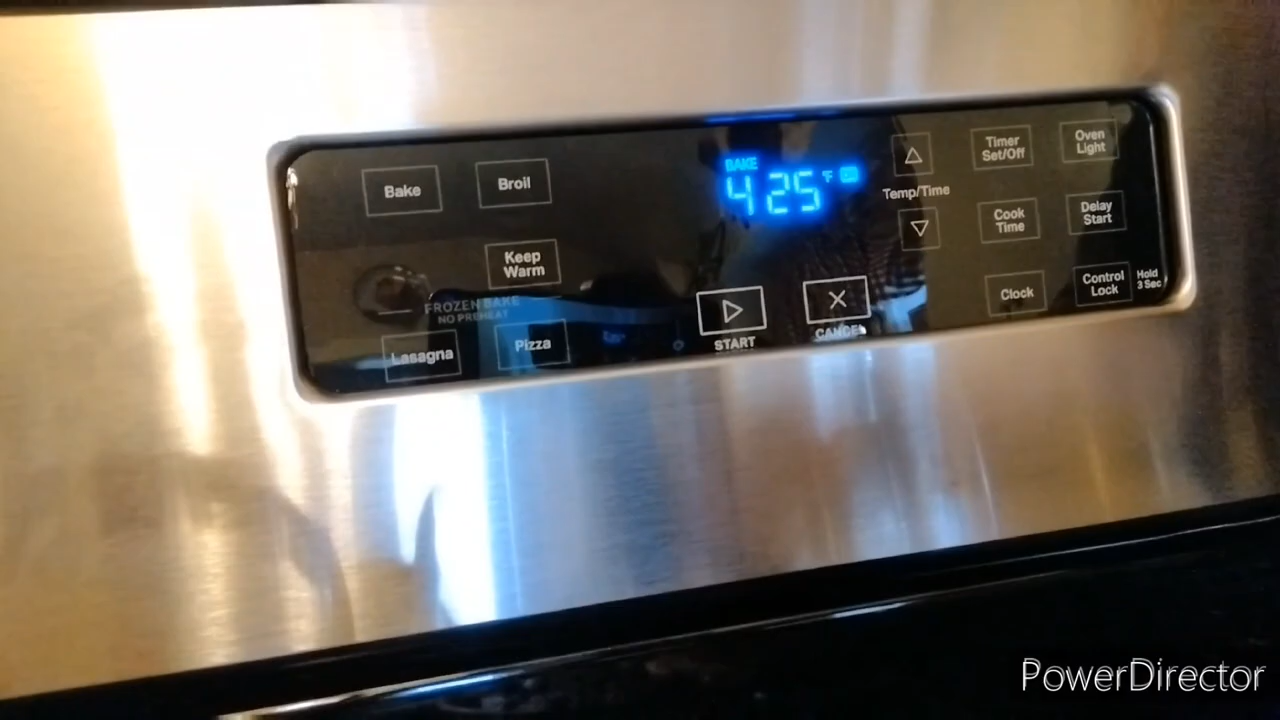 Bake
Broil
Keep
Warm
FROZEN BAKE
NO PREHEAT
Lasagna
Pizza
BAKE
425°F
START
CANCEL
Temp/Time
Timer
Set/Off
Oven
Light
Cook
Time
Delay
Start
Clock
Control
Lock
Hold
3 Sec
PowerDirector